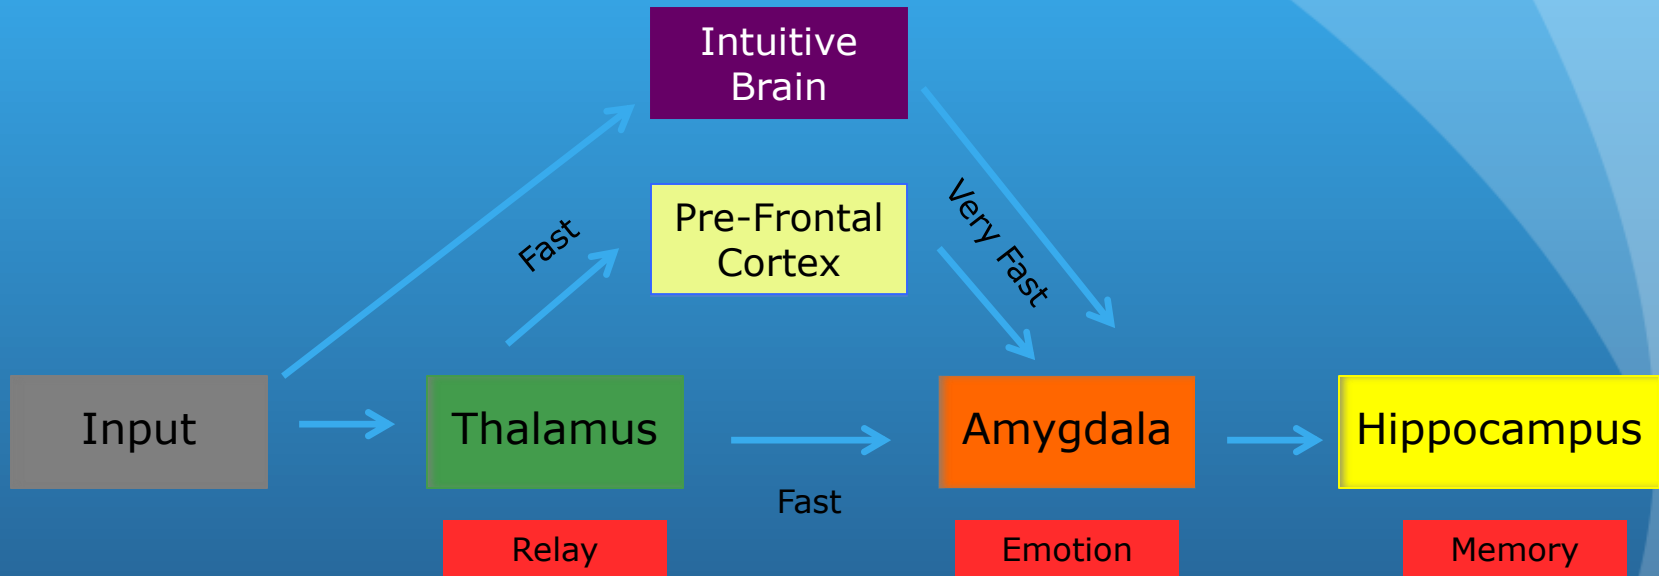 Intuitive
Brain
Pre-Frontal
Cortex
Fast
Very Fast
Input
Thalamus
Amygdala
Hippocampus
Fast
Relay
Emotion
Memory